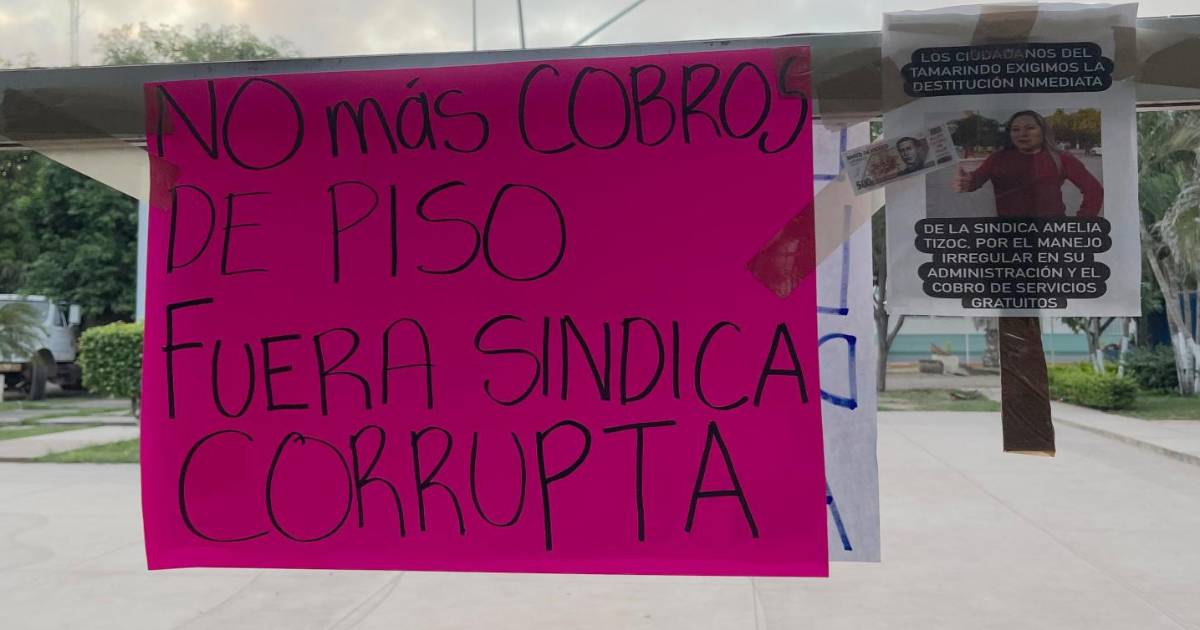 NO más COBROS
DE PISO
FUERA SINDICA
CORRUPTA
LOS CIUDADANOS DEL
TAMARINDO EXIGIMOS LA
DESTITUCIÓN INMEDIATA
500
DE LA SINDICA AMELIA
TIZOC, POR EL MANEJO
IRREGULAR EN SU
ADMINISTRACIÓN Y EL
COBRO DE SERVICIOS
GRATUITOS